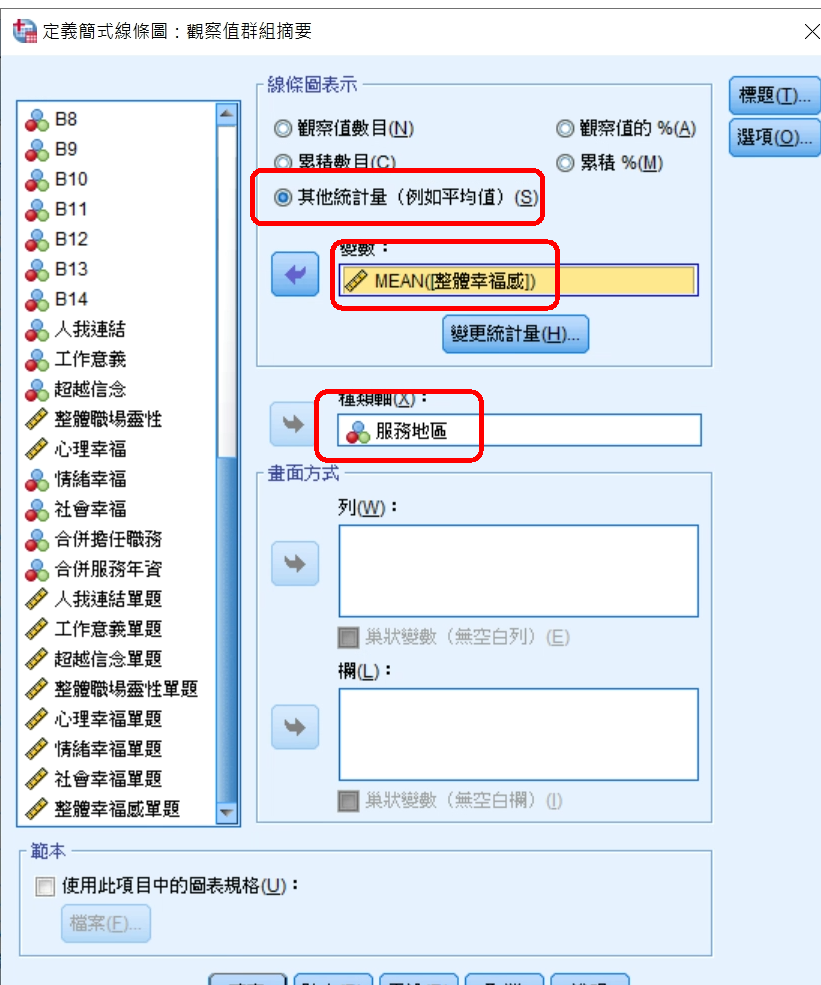 定義簡式線條圖：觀察值群組摘要
B8
B9
B10
B11
B12
B13
B14
人我連結
工作意義
超越信念
整體職場靈性
心理幸福
情緒幸福
社會幸福
合併擔任職務
合併服務年資
人我連結單題
工作意義單題
超越信念單題
整體職場靈性單題
心理幸福單題
情緒幸福單題
社會幸福單題
整體幸福感單題
線條圖表示
觀察值數目(N)
觀察值的 %(A)
累積數目(C)
累積 %(M)
其他統計量（例如平均值）(S)
變數：
MEAN([整體幸福感])
變更統計量(H)...
種類軸(X)：
服務地區
畫面方式
列(W)：
巢狀變數（無空白列）(E)
欄(L)：
巢狀變數（無空白欄）(I)
標題(T)...
選項(O)...
範本
使用此項目中的圖表規格(U)：
檔案(F)...